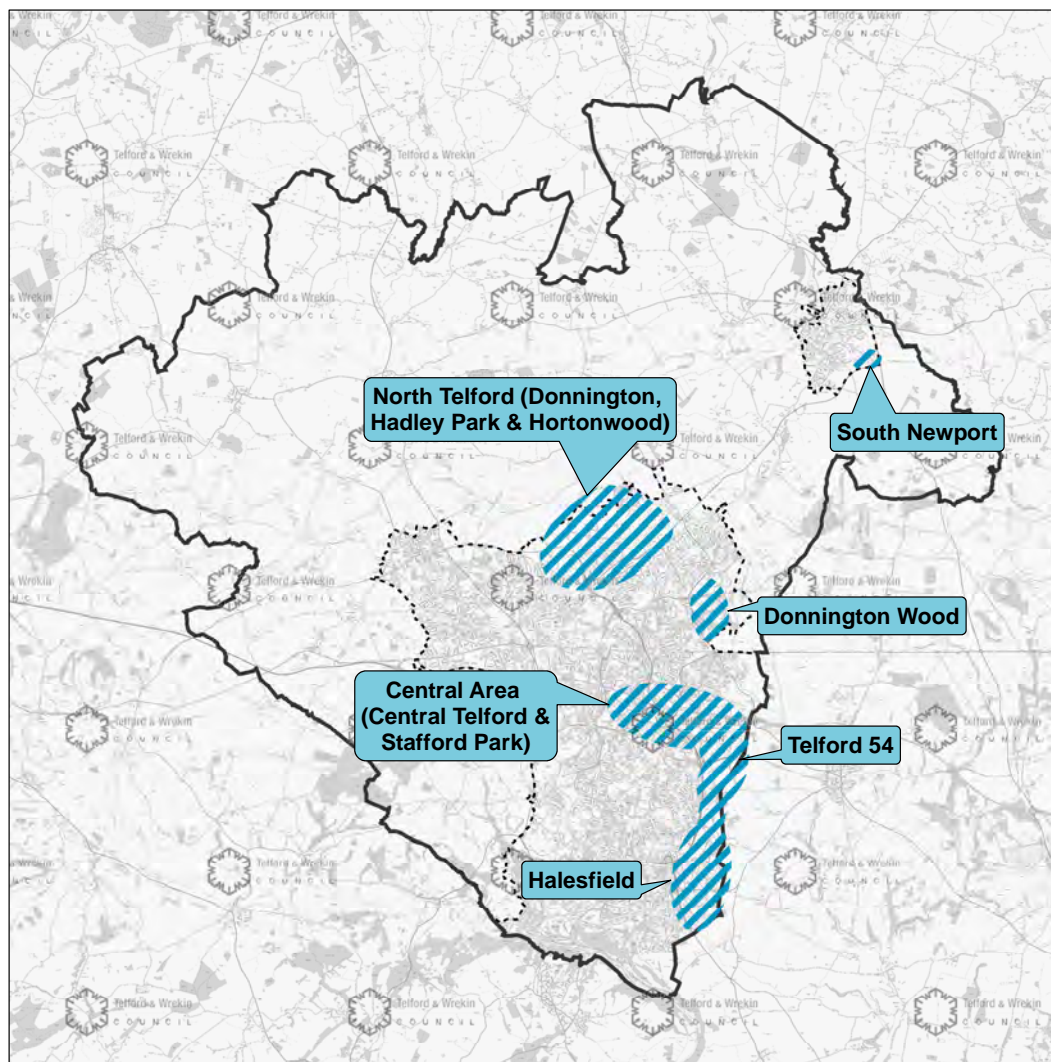 North Telford (Donnington,
Hadley Park & Hortonwood)
South Newport
Donnington Wood
Central Area
(Central Telford &
Stafford Park)
Telford 54
Halesfield
Telford & Wrekin
COUNCIL